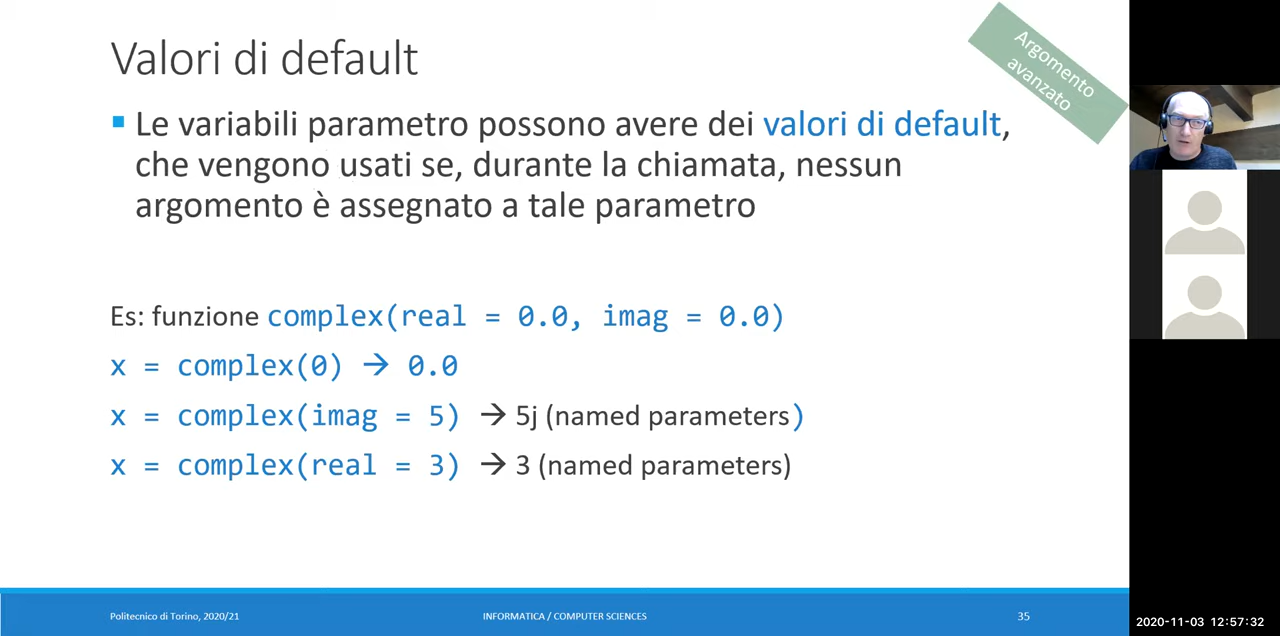 Valori di default
Argomento
avanzato
▪ Le variabili parametro possono avere dei valori di default,
che vengono usati se, durante la chiamata, nessun
argomento è assegnato a tale parametro
Es: funzione complex(real = 0.0, imag = 0.0)
x = complex(0) → 0.0
x = complex(imag = 5) → 5j (named parameters)
x = complex(real = 3) → 3 (named parameters)
Politecnico di Torino, 2020/21
INFORMATICA / COMPUTER SCIENCES
35
2020-11-03 12:57:32